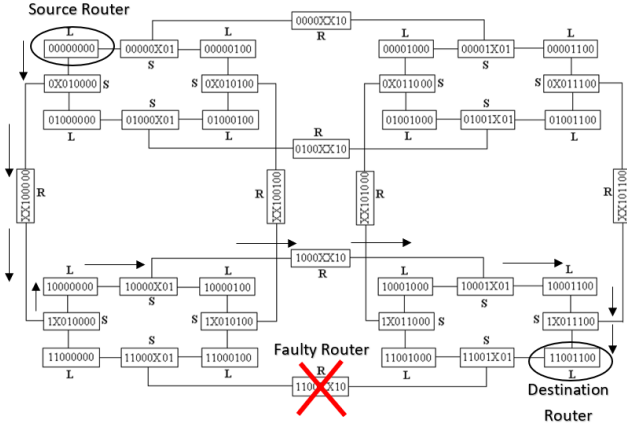 Source Router
L
0000XX10
R
L
L
L
00000000
00000X01
00000100
00001000
00001X01
00001100
S
S
0X010000
S
S
0X010100
0X011000
S
S
0X011100
S
S
01000000
01000X01
01000100
01001000
01001X01
01001100
L
L
R
L
L
0100XX10
XX100000
R
R
XX100100
R
XX101000
R
XX101100
L
L
1000XX10
R
L
L
10000000
10000X01
10000100
10001000
10001X01
10001100
S
S
1X010000
S
S
1X010100
1X011000
S
S
1X011100
S
S
11000000
11000X01
11000100
Faulty Router
11001000
11001X01
11001100
L
L
R
L
L
1100XX10
Destination
Router